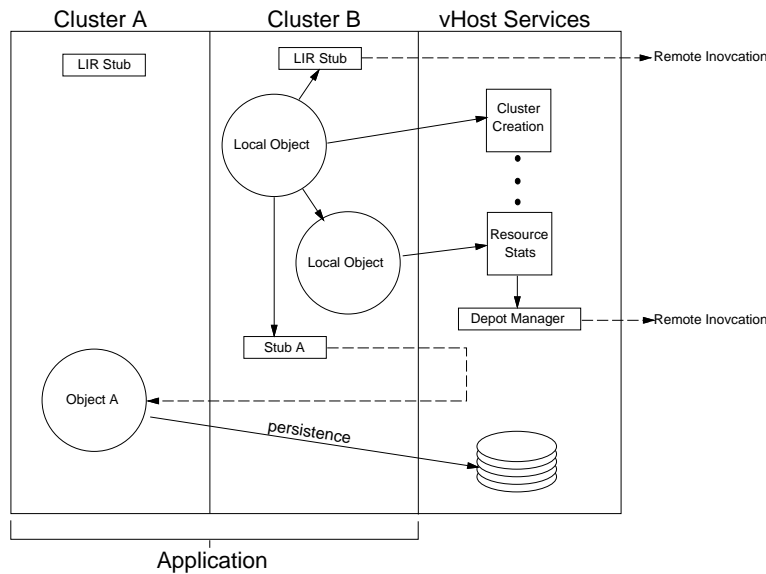 Cluster A
Cluster B
vHost Services
LIR Stub
LIR Stub
Remote Inovcation
Local Object
Cluster
Creation
Local Object
Resource
Stats
Depot Manager
Remote Inovcation
Stub A
Object A
persistence
Application